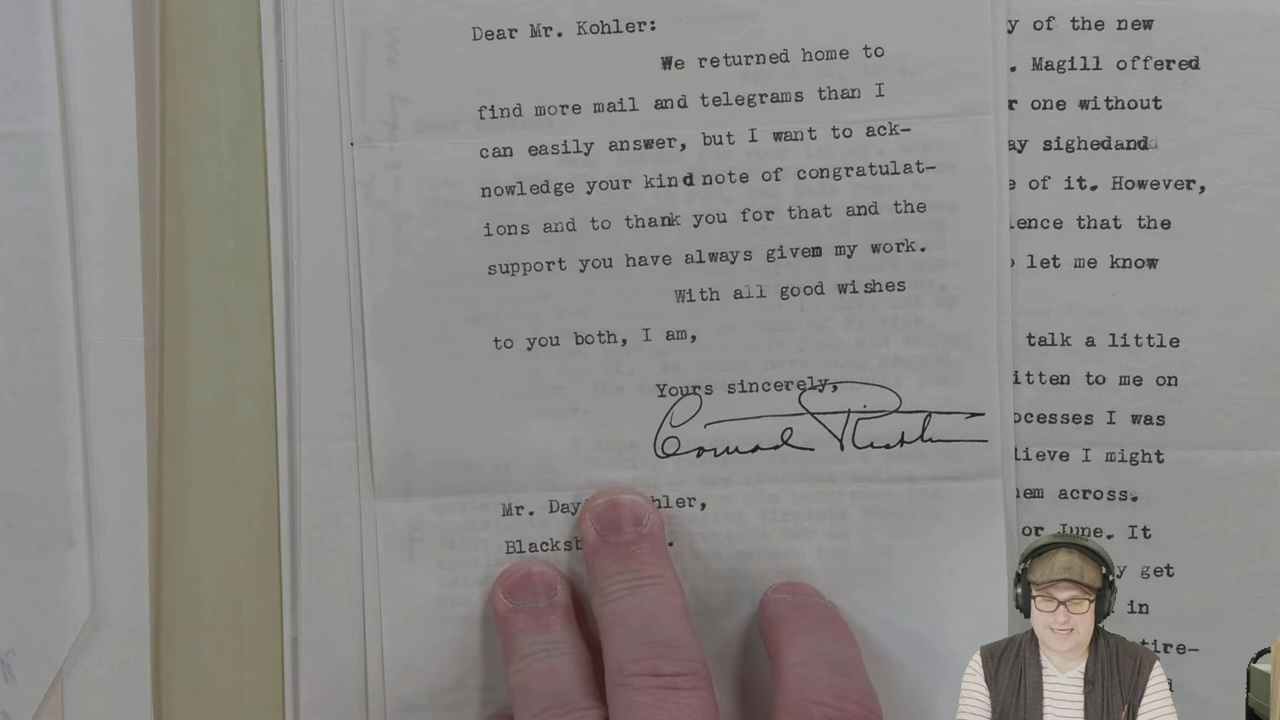 Dear Mr. Kohler:
We returned home to
find more mail and telegrams than I
can easily answer, but I want to ack-
nowledge your kind note of congratulat-
ions and to thank you for that and the
support you have always given my work.
With all good wishes
to you both, I am,
Yours sincerely,
Conrad Richter
Mr. Day hler,
Blacksb .
y of the new
. Magill offered
r one without
ay sighedand
e of it. However,
ence that the
let me know
talk a little
itten to me on
ocesses I was
lieve I might
em across.
or June. It
y get
in
tire-